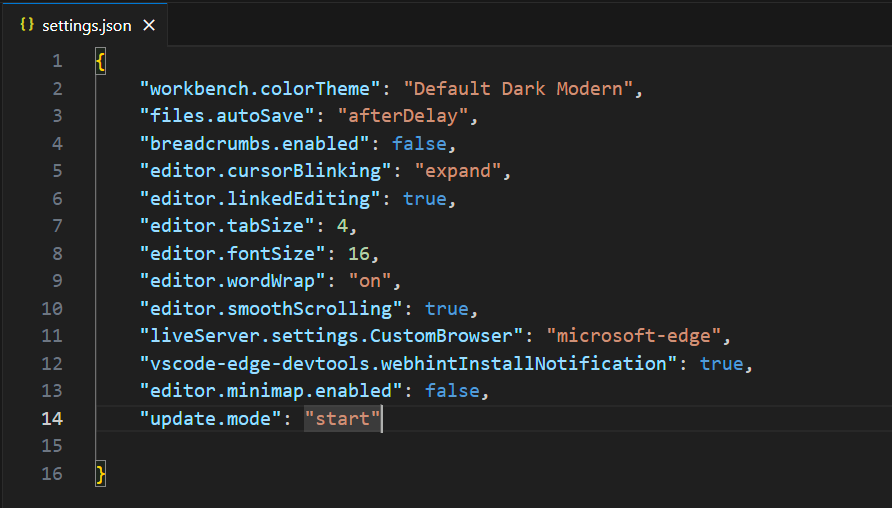 {} settings.json ×
1 {
2 "workbench.colorTheme": "Default Dark Modern",
3 "files.autoSave": "afterDelay",
4 "breadcrumbs.enabled": false,
5 "editor.cursorBlinking": "expand",
6 "editor.linkedEditing": true,
7 "editor.tabSize": 4,
8 "editor.fontSize": 16,
9 "editor.wordWrap": "on",
10 "editor.smoothScrolling": true,
11 "liveServer.settings.CustomBrowser": "microsoft-edge",
12 "vscode-edge-devtools.webhintInstallNotification": true,
13 "editor.minimap.enabled": false,
14 "update.mode": "start"
15
16 }